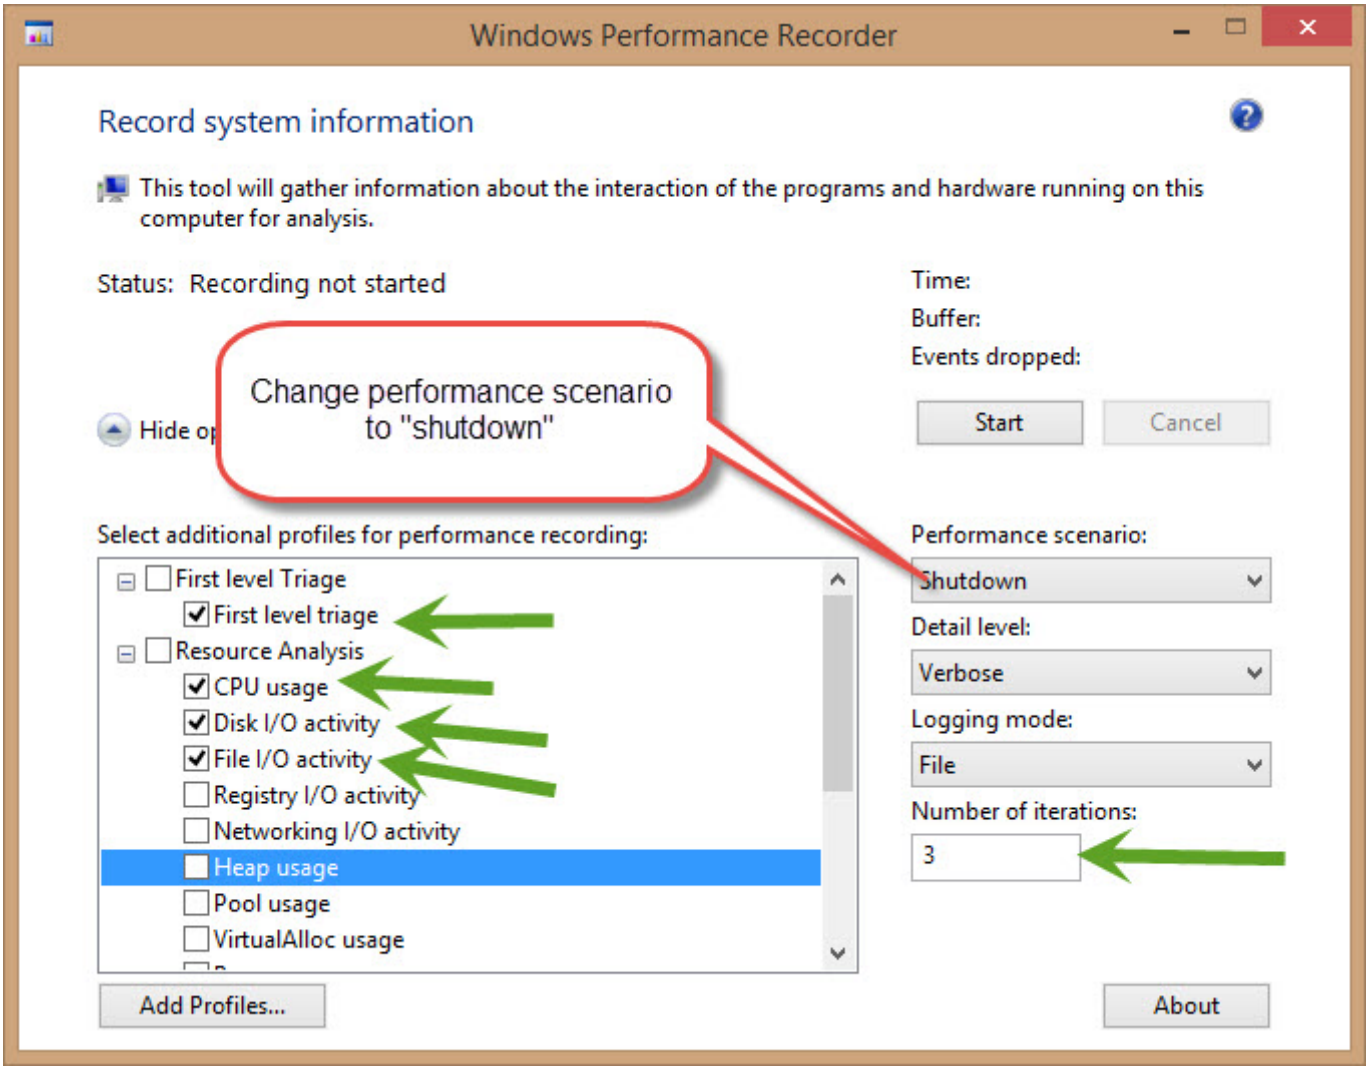 Windows Performance Recorder
Record system information
This tool will gather information about the interaction of the programs and hardware running on this
computer for analysis.
Status: Recording not started
Time:
Buffer:
Events dropped:
Change performance scenario
to "shutdown"
Hide
Start
Cancel
Select additional profiles for performance recording:
First level Triage
First level triage
Resource Analysis
CPU usage
Disk I/O activity
File I/O activity
Registry I/O activity
Networking I/O activity
Heap usage
Pool usage
VirtualAlloc usage
Performance scenario:
Shutdown
Detail level:
Verbose
Logging mode:
File
Number of iterations:
3
Add Profiles...
About